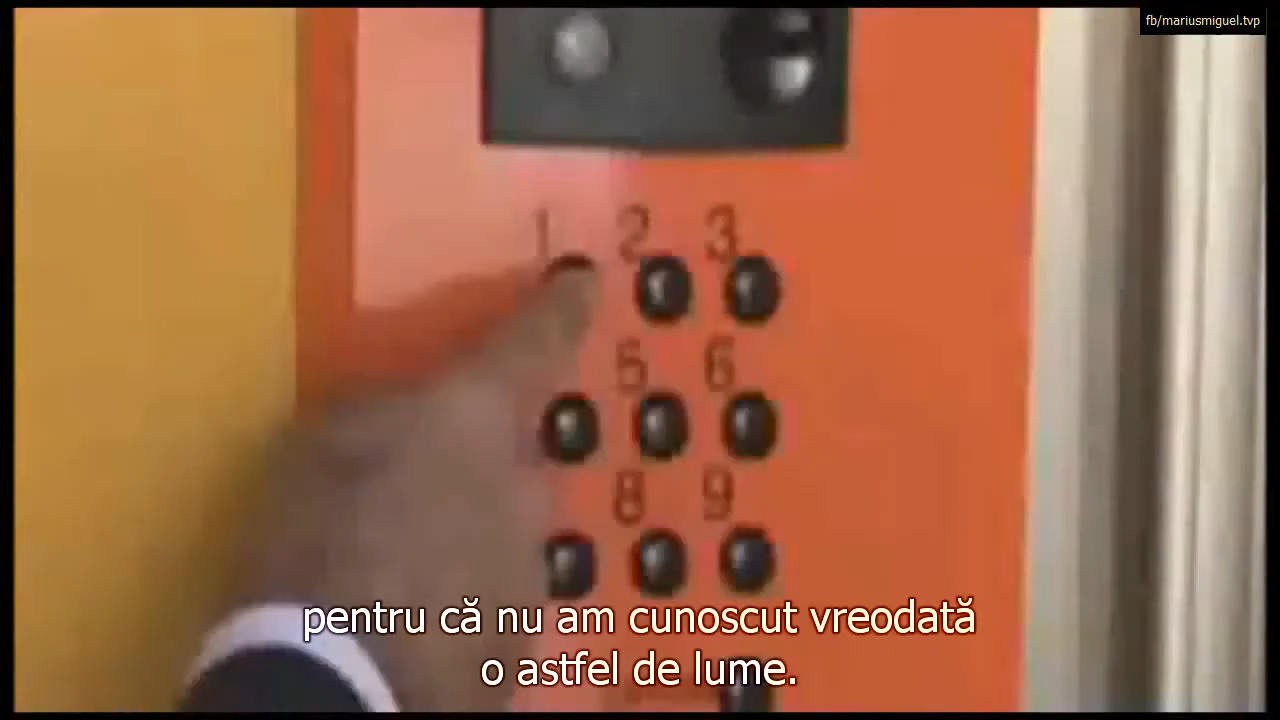 fb/mariusmiguel.tvp
1 2 3
5 6
8 9
pentru că nu am cunoscut vreodată
o astfel de lume.